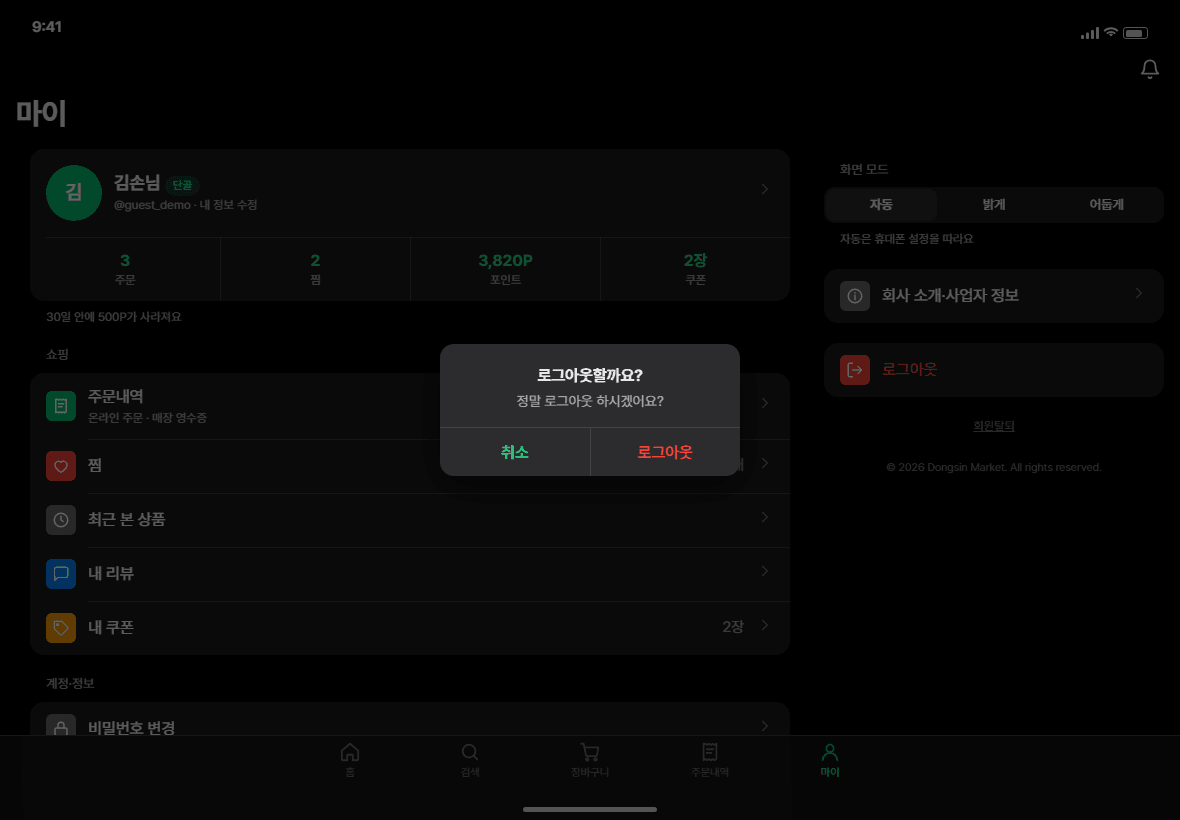 9:41
마이
김
김손님 단골
@guest_demo · 내 정보 수정
3
주문
2
찜
3,820P
포인트
2장
쿠폰
30일 안에 500P가 사라져요
쇼핑
주문내역
온라인 주문 · 매장 영수증
찜
최근 본 상품
내 리뷰
내 쿠폰
2장
계정·정보
비밀번호 변경
화면 모드
자동 밝게 어둡게
자동은 휴대폰 설정을 따라요
회사 소개·사업자 정보
로그아웃
회원탈퇴
© 2026 Dongsin Market. All rights reserved.
로그아웃할까요?
정말 로그아웃 하시겠어요?
취소 로그아웃
홈 검색 장바구니 주문내역 마이